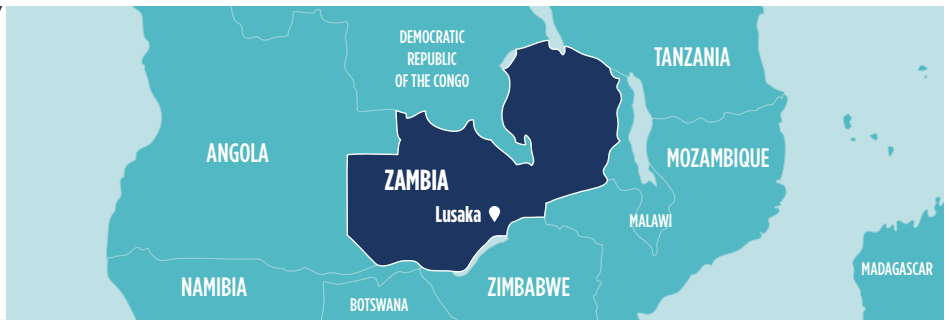 DEMOCRATIC
REPUBLIC
OF THE CONGO
TANZANIA
ANGOLA
MOZAMBIQUE
ZAMBIA
Lusaka
MALAWI
MADAGASCAR
NAMIBIA
ZIMBABWE
BOTSWANA